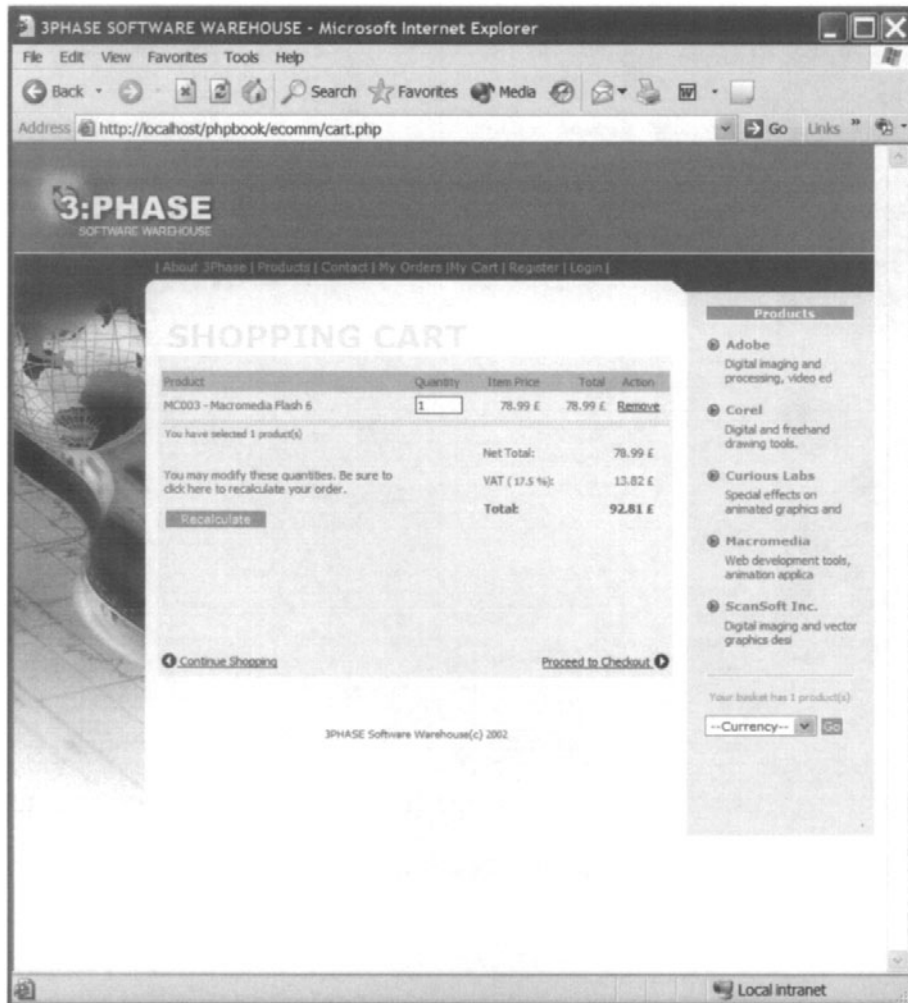 3PHASE SOFTWARE WAREHOUSE - Microsoft Internet Explorer
File Edit View Favorites Tools Help
Back Search Favorites Media
Address http://localhost/phpbook/ecomm/cart.php Go Links »
3:PHASE
SOFTWARE WAREHOUSE
| About 3Phase | Products | Contact | My Orders |My Cart | Register | Login |
SHOPPING CART
Product Quantity Item Price Total Action
MC003 - Macromedia Flash 6 1 78.99 £ 78.99 £ Remove
You have selected 1 product(s)
Net Total: 78.99 £
You may modify these quantities. Be sure to
click here to recalculate your order.
VAT ( 17.5 %): 13.82 £
Total: 92.81 £
Recalculate
Continue Shopping
Proceed to Checkout
3PHASE Software Warehouse(c) 2002
Products
Adobe
Digital imaging and
processing, video ed
Corel
Digital and freehand
drawing tools.
Curious Labs
Special effects on
animated graphics and
Macromedia
Web development tools,
animation applica
ScanSoft Inc.
Digital imaging and vector
graphics desi
Your basket has 1 product(s)
--Currency-- Go
Local intranet